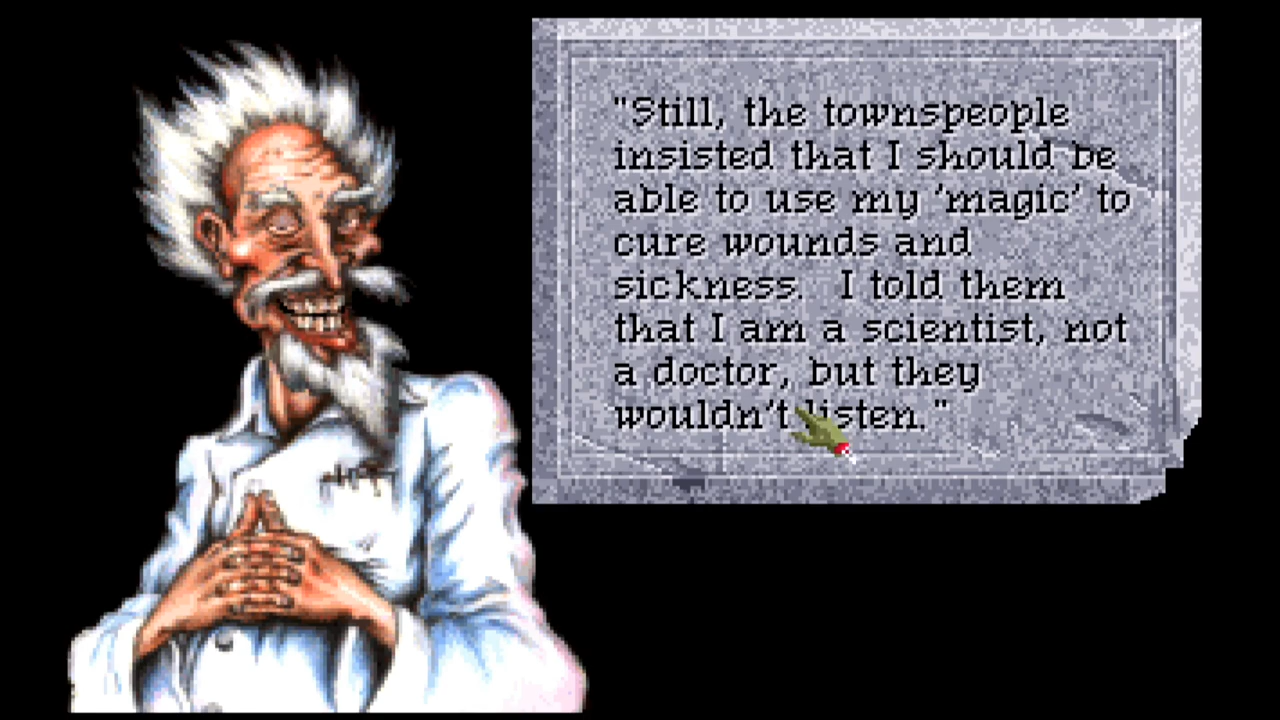 "Still, the townspeople
insisted that I should be
able to use my 'magic' to
cure wounds and
sickness.  I told them
that I am a scientist, not
a doctor, but they
wouldn't listen."